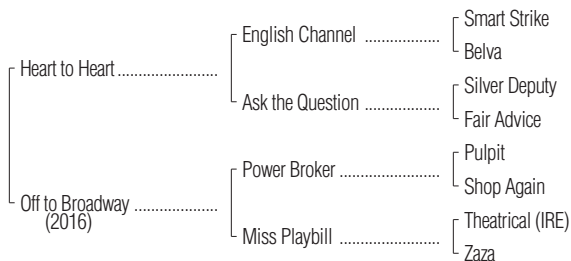 Heart to Heart
English Channel
Smart Strike
Belva
Ask the Question
Silver Deputy
Fair Advice
Off to Broadway
(2016)
Power Broker
Pulpit
Shop Again
Miss Playbill
Theatrical (IRE)
Zaza